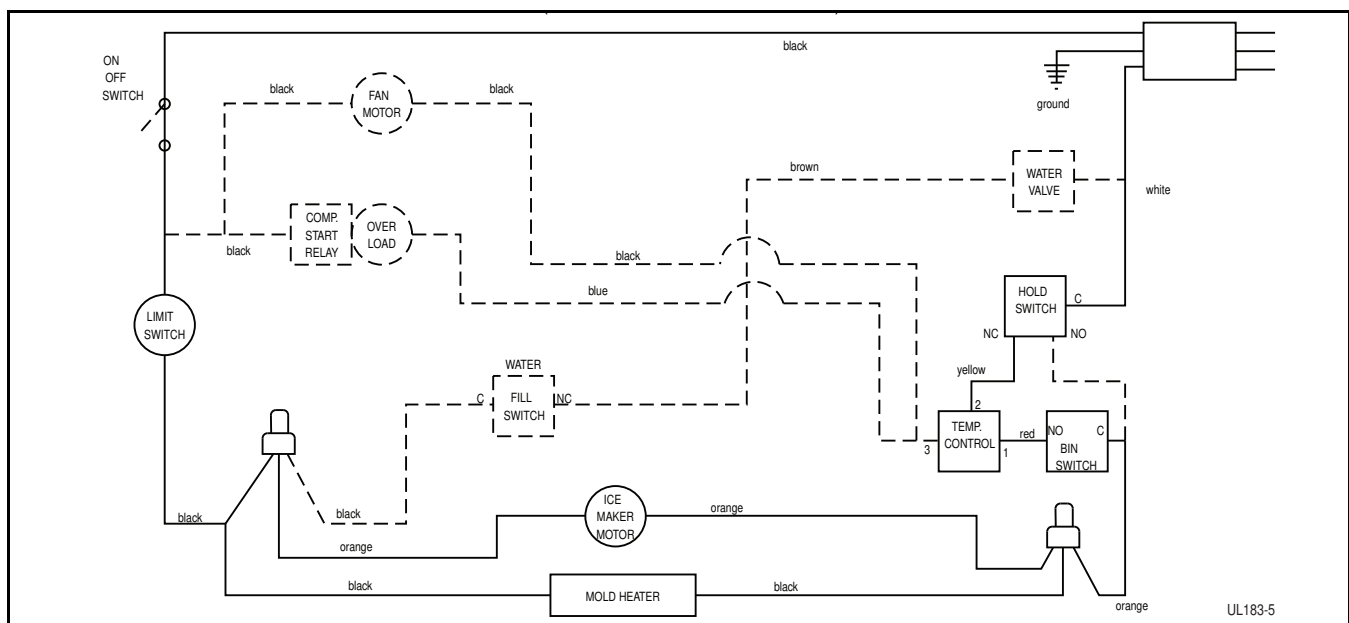 black
ON
OFF
SWITCH
black
FAN
MOTOR
black
ground
brown
WATER
VALVE
white
COMP.
START
RELAY
OVER
LOAD
black
black
blue
HOLD
SWITCH
C
NC
NO
LIMIT
SWITCH
WATER
C
FILL
SWITCH
NC
yellow
2
TEMP.
CONTROL
3
1
red
NO
C
BIN
SWITCH
black
black
orange
ICE
MAKER
MOTOR
orange
black
MOLD HEATER
black
orange
UL183-5